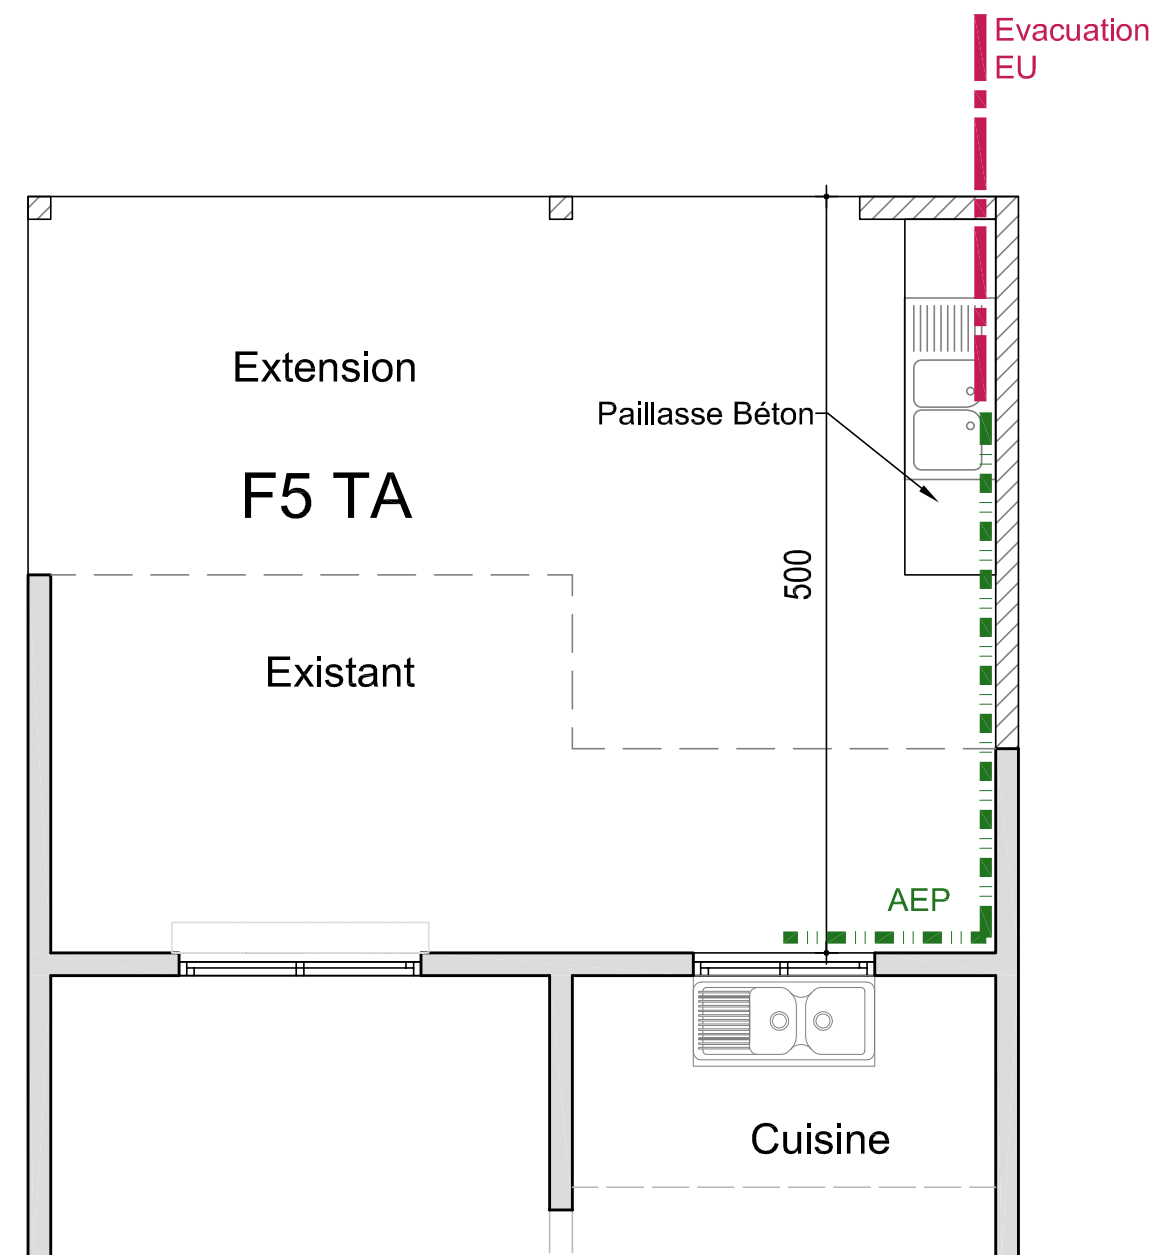 Evacuation
EU
Extension
Paillasse Béton
F5 TA
500
Existant
AEP
Cuisine